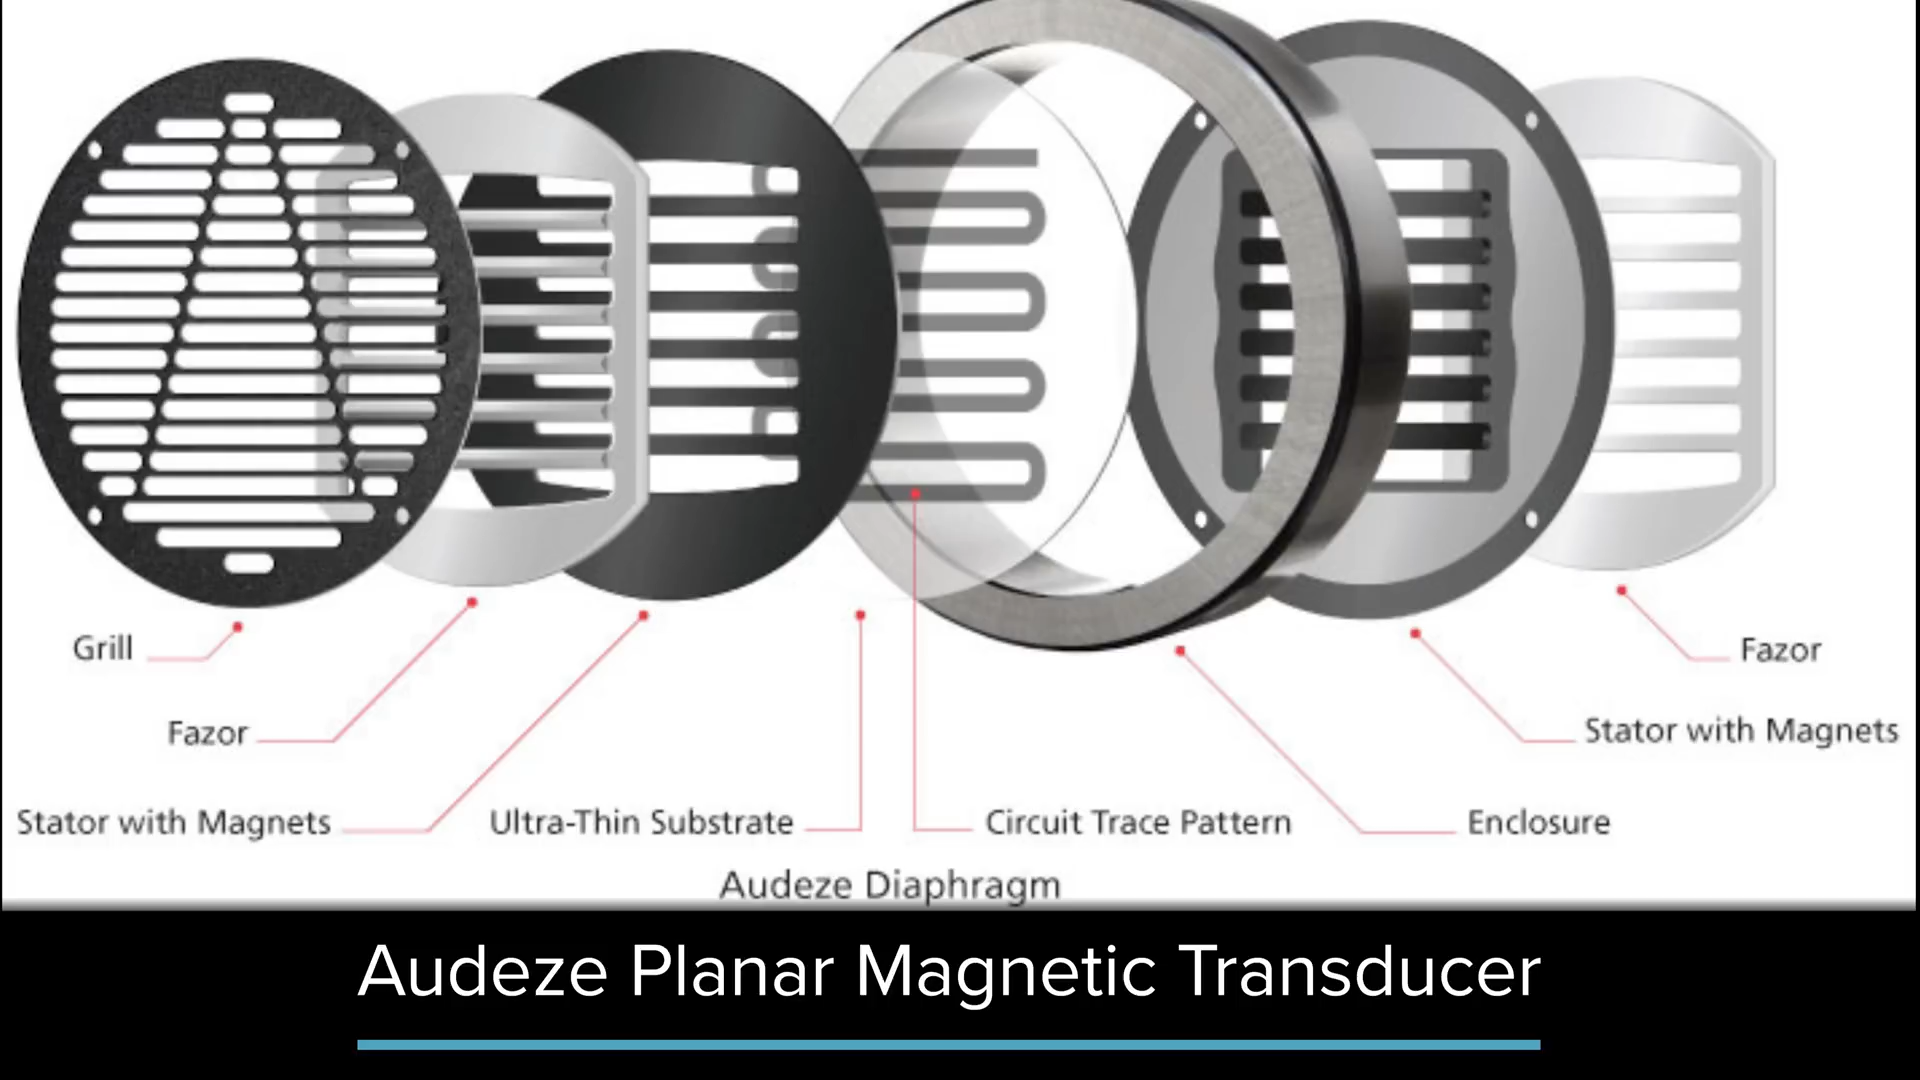 Grill
Fazor
Fazor
Stator with Magnets
Stator with Magnets
Ultra-Thin Substrate
Circuit Trace Pattern
Enclosure
Audeze Diaphragm
Audeze Planar Magnetic Transducer